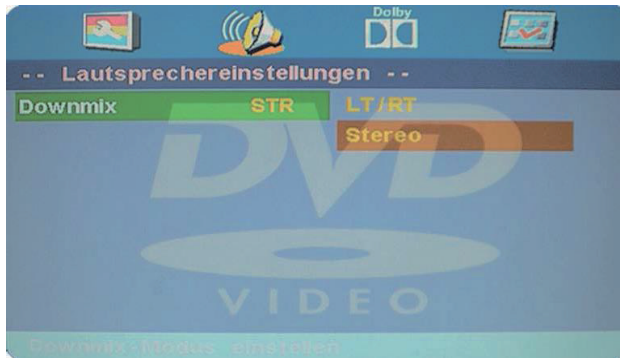 Dolby
-- Lautsprechereinstellungen --
Downmix STR LT/RT
Stereo
DVD
VIDEO
Downmix-Modus einstellen